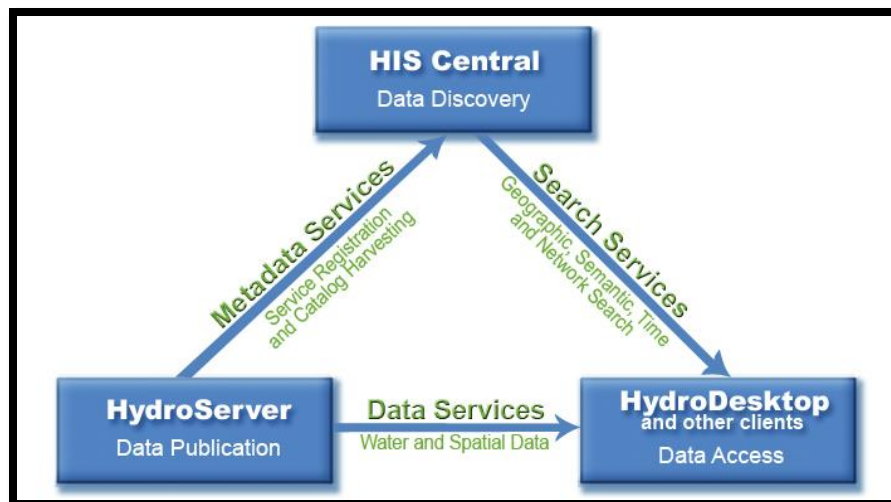 HIS Central
Data Discovery
Metadata Services
Service Registration
and Catalog Harvesting
Search Services
Geographic, Semantic, Time
and Network Search
HydroServer
Data Publication
Data Services
Water and Spatial Data
HydroDesktop
and other clients
Data Access